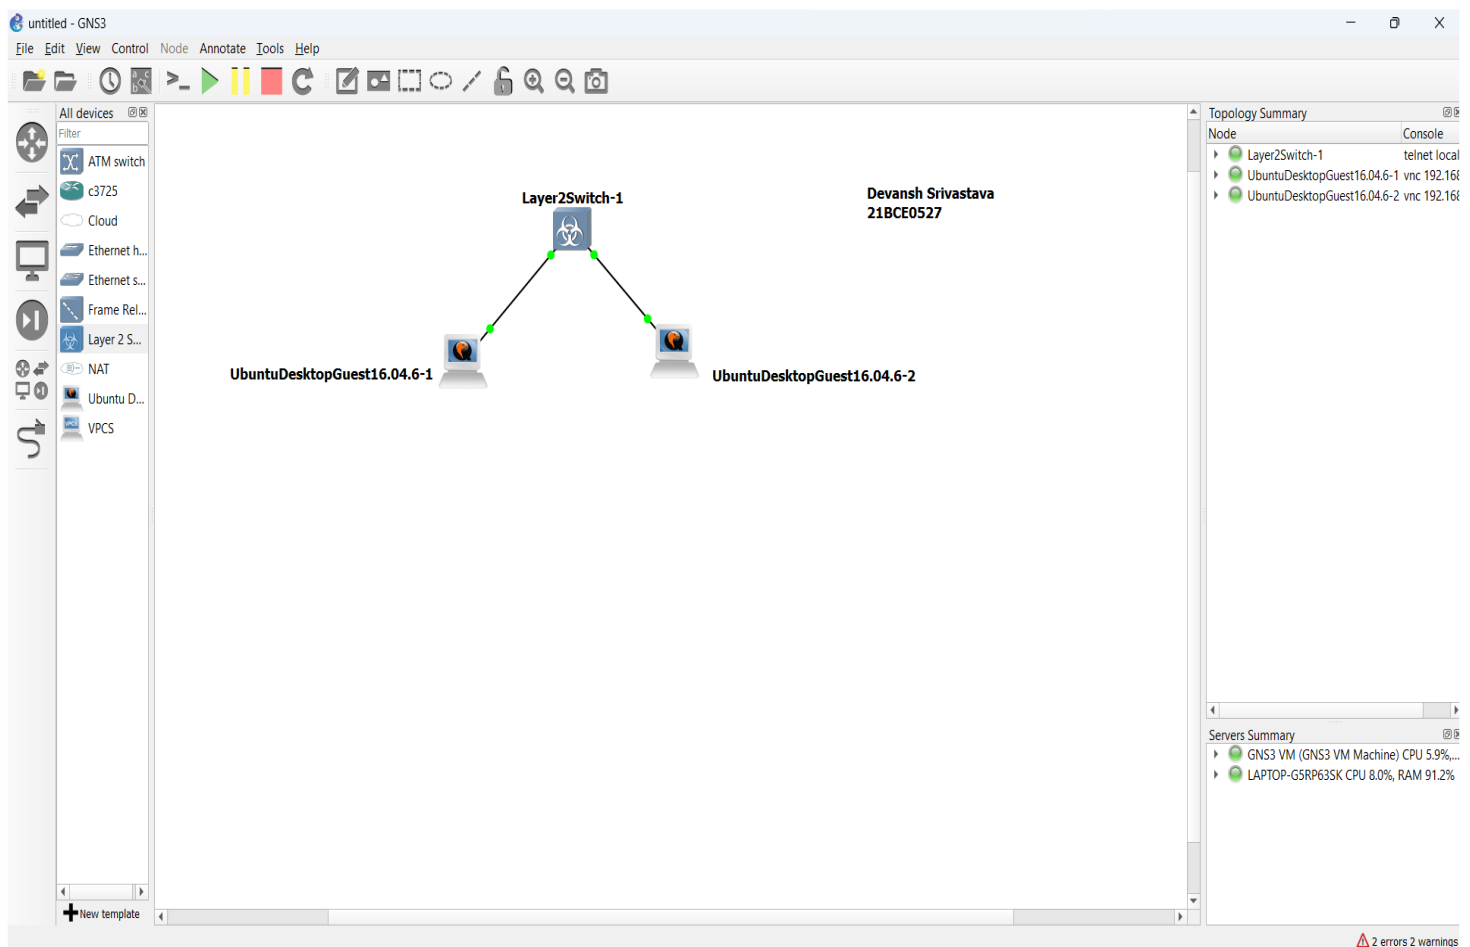 untitled - GNS3
File Edit View Control Node Annotate Tools Help
All devices
Filter
ATM switch
c3725
Cloud
Ethernet h...
Ethernet s...
Frame Rel...
Layer 2 S...
NAT
Ubuntu D...
VPCS
New template
Layer2Switch-1
Devansh Srivastava
21BCE0527
UbuntuDesktopGuest16.04.6-1
UbuntuDesktopGuest16.04.6-2
Topology Summary
Node Console
Layer2Switch-1 telnet local
UbuntuDesktopGuest16.04.6-1 vnc 192.168
UbuntuDesktopGuest16.04.6-2 vnc 192.168
Servers Summary
GNS3 VM (GNS3 VM Machine) CPU 5.9%,...
LAPTOP-G5RP63SK CPU 8.0%, RAM 91.2%
2 errors 2 warnings